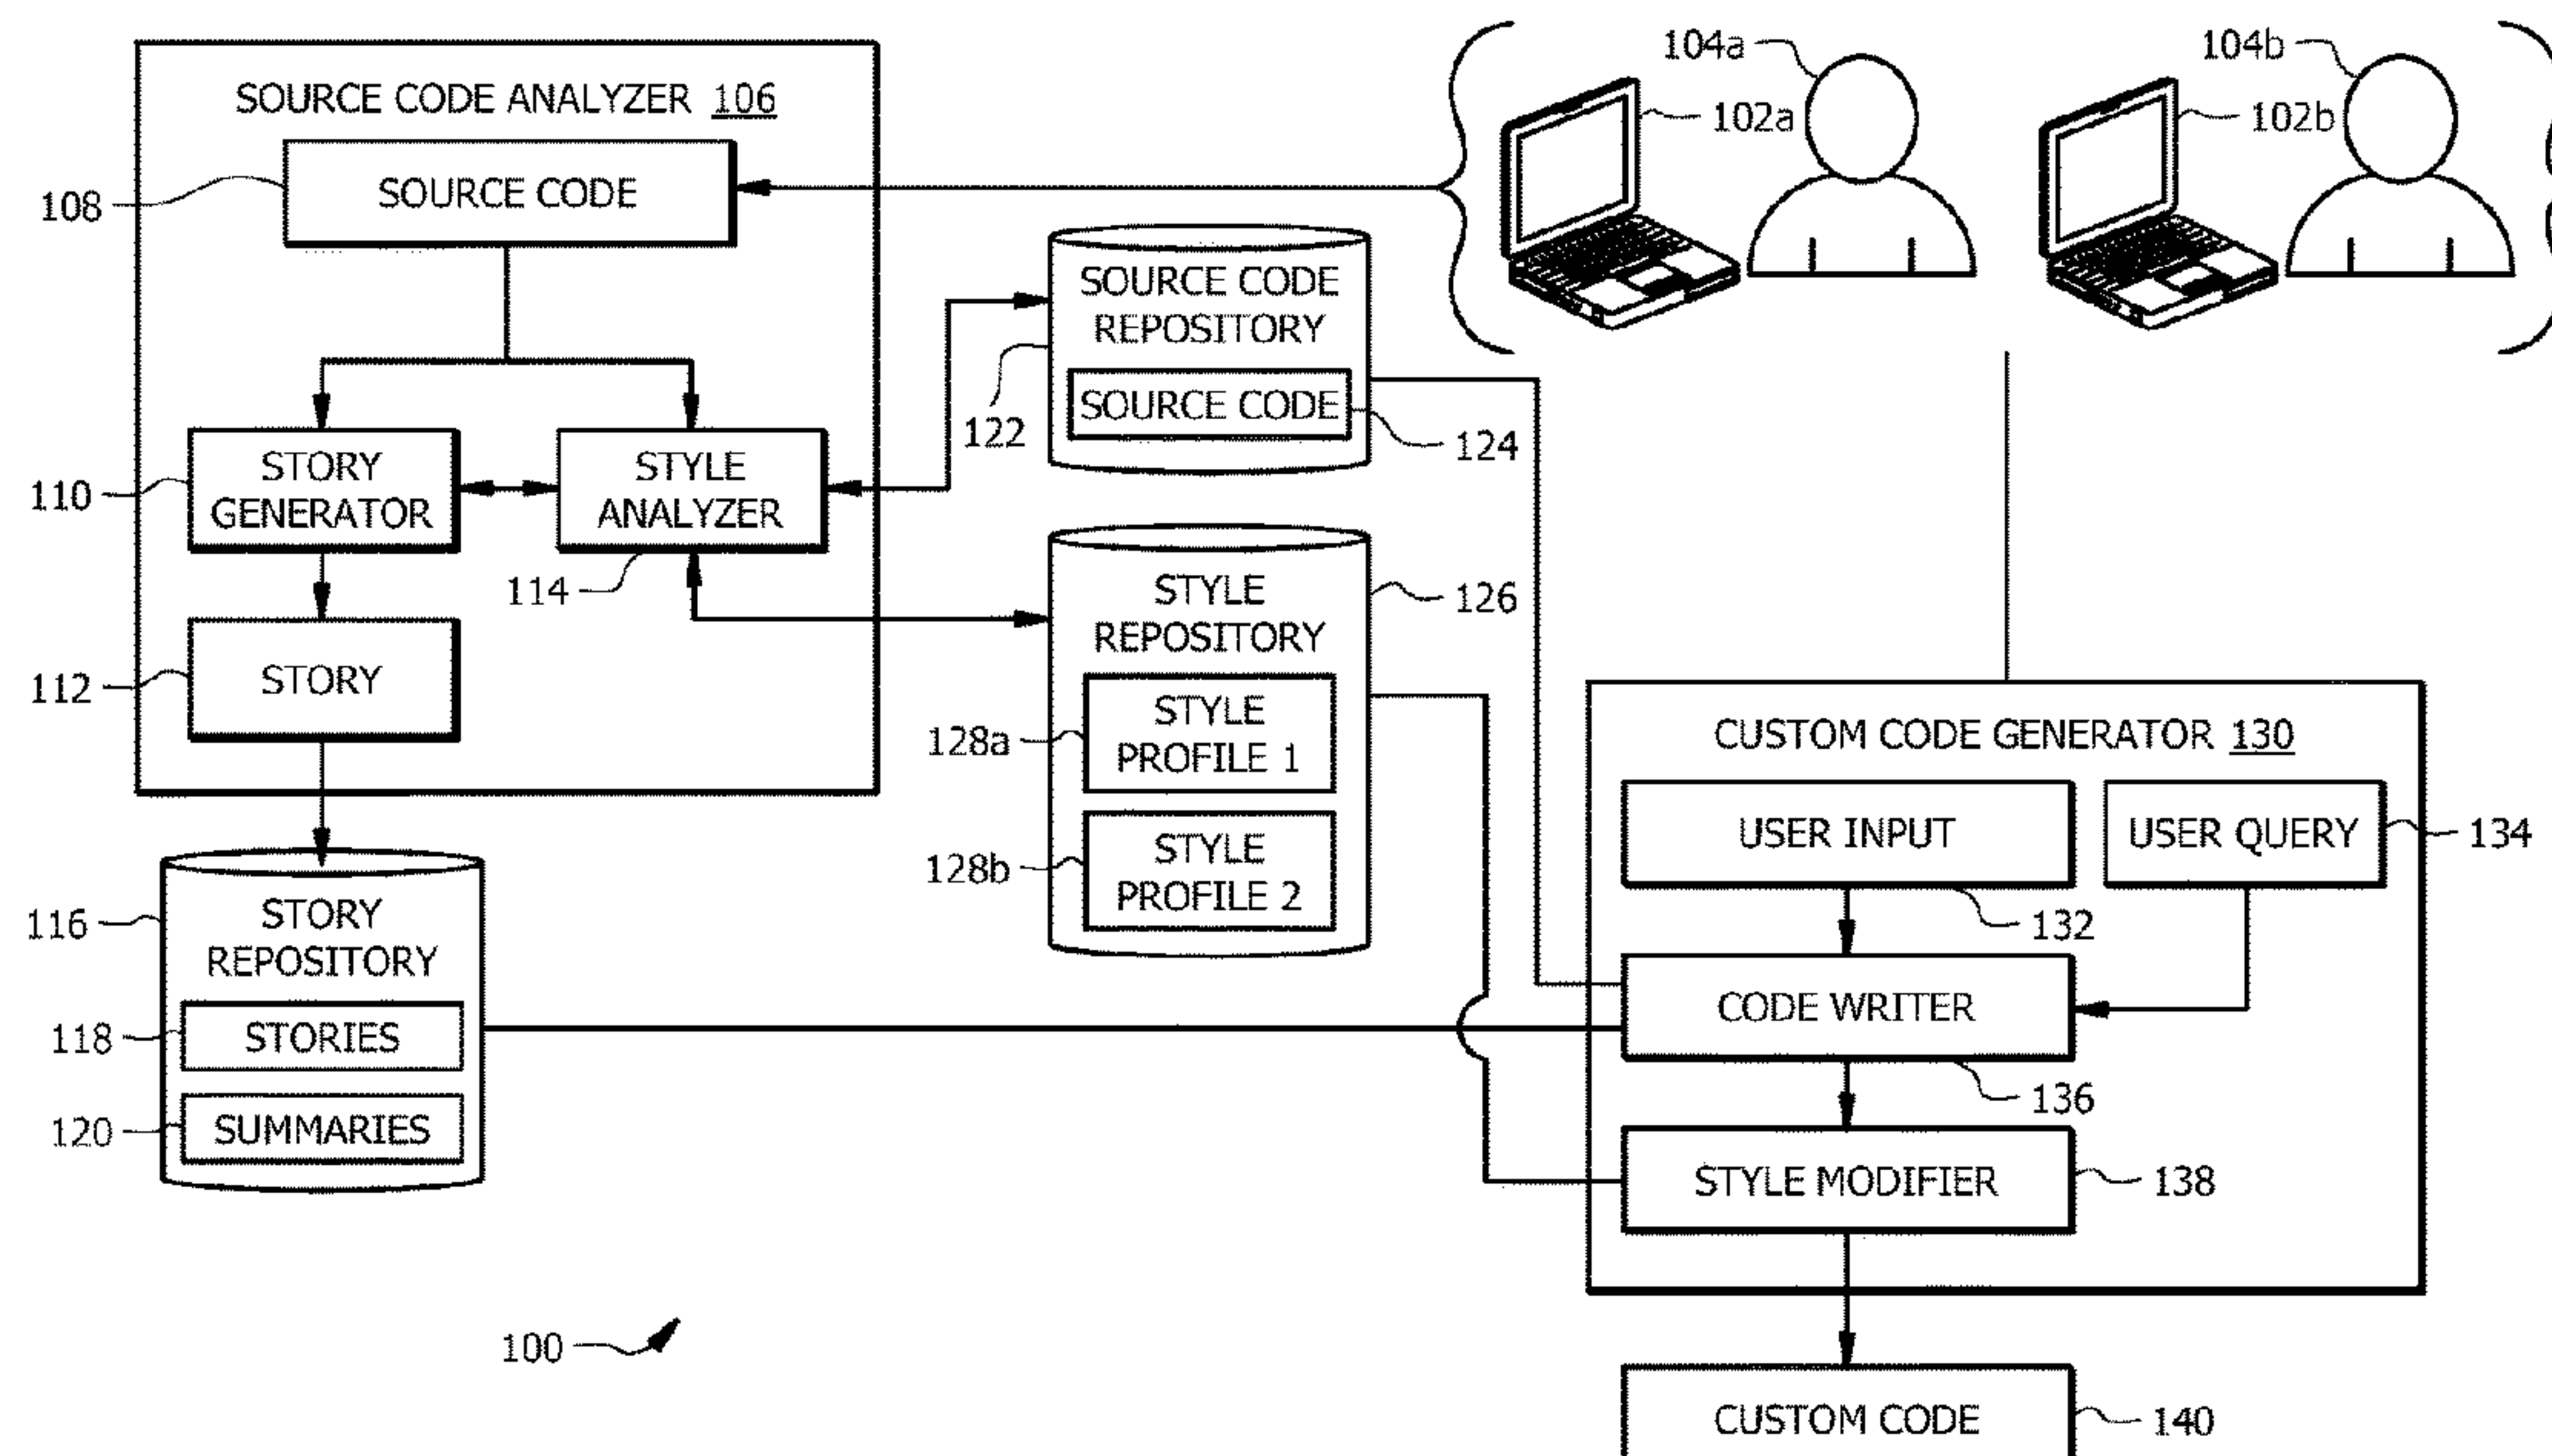 SOURCE CODE ANALYZER 106
SOURCE CODE
108
STORY
GENERATOR
110
STYLE
ANALYZER
114
STORY
112
STORY
REPOSITORY
116
STORIES
118
SUMMARIES
120
100
104a
102a
104b
102b
SOURCE CODE
REPOSITORY
122
SOURCE CODE
124
STYLE
REPOSITORY
126
STYLE
PROFILE 1
128a
STYLE
PROFILE 2
128b
CUSTOM CODE GENERATOR 130
USER INPUT
132
USER QUERY
134
CODE WRITER
136
STYLE MODIFIER
138
CUSTOM CODE
140